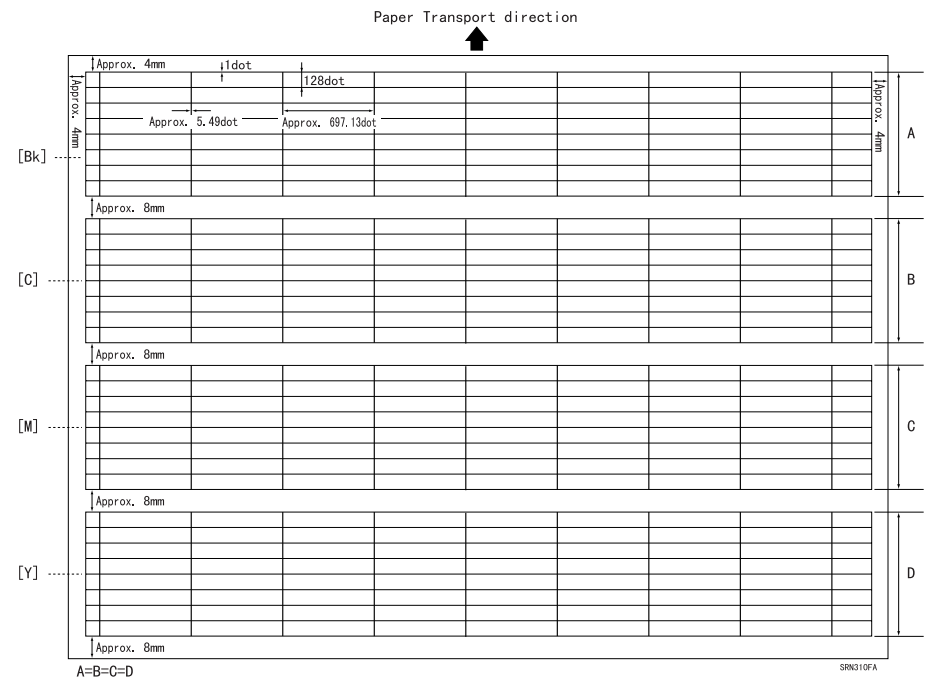 Paper Transport direction
Approx. 4mm
1dot
128dot
Approx. 4mm
Approx. 4mm
Approx. 5.49dot
Approx. 697.13dot
A
[Bk]
Approx. 8mm
[C]
B
Approx. 8mm
[M]
C
Approx. 8mm
[Y]
D
Approx. 8mm
A=B=C=D
SRN310FA